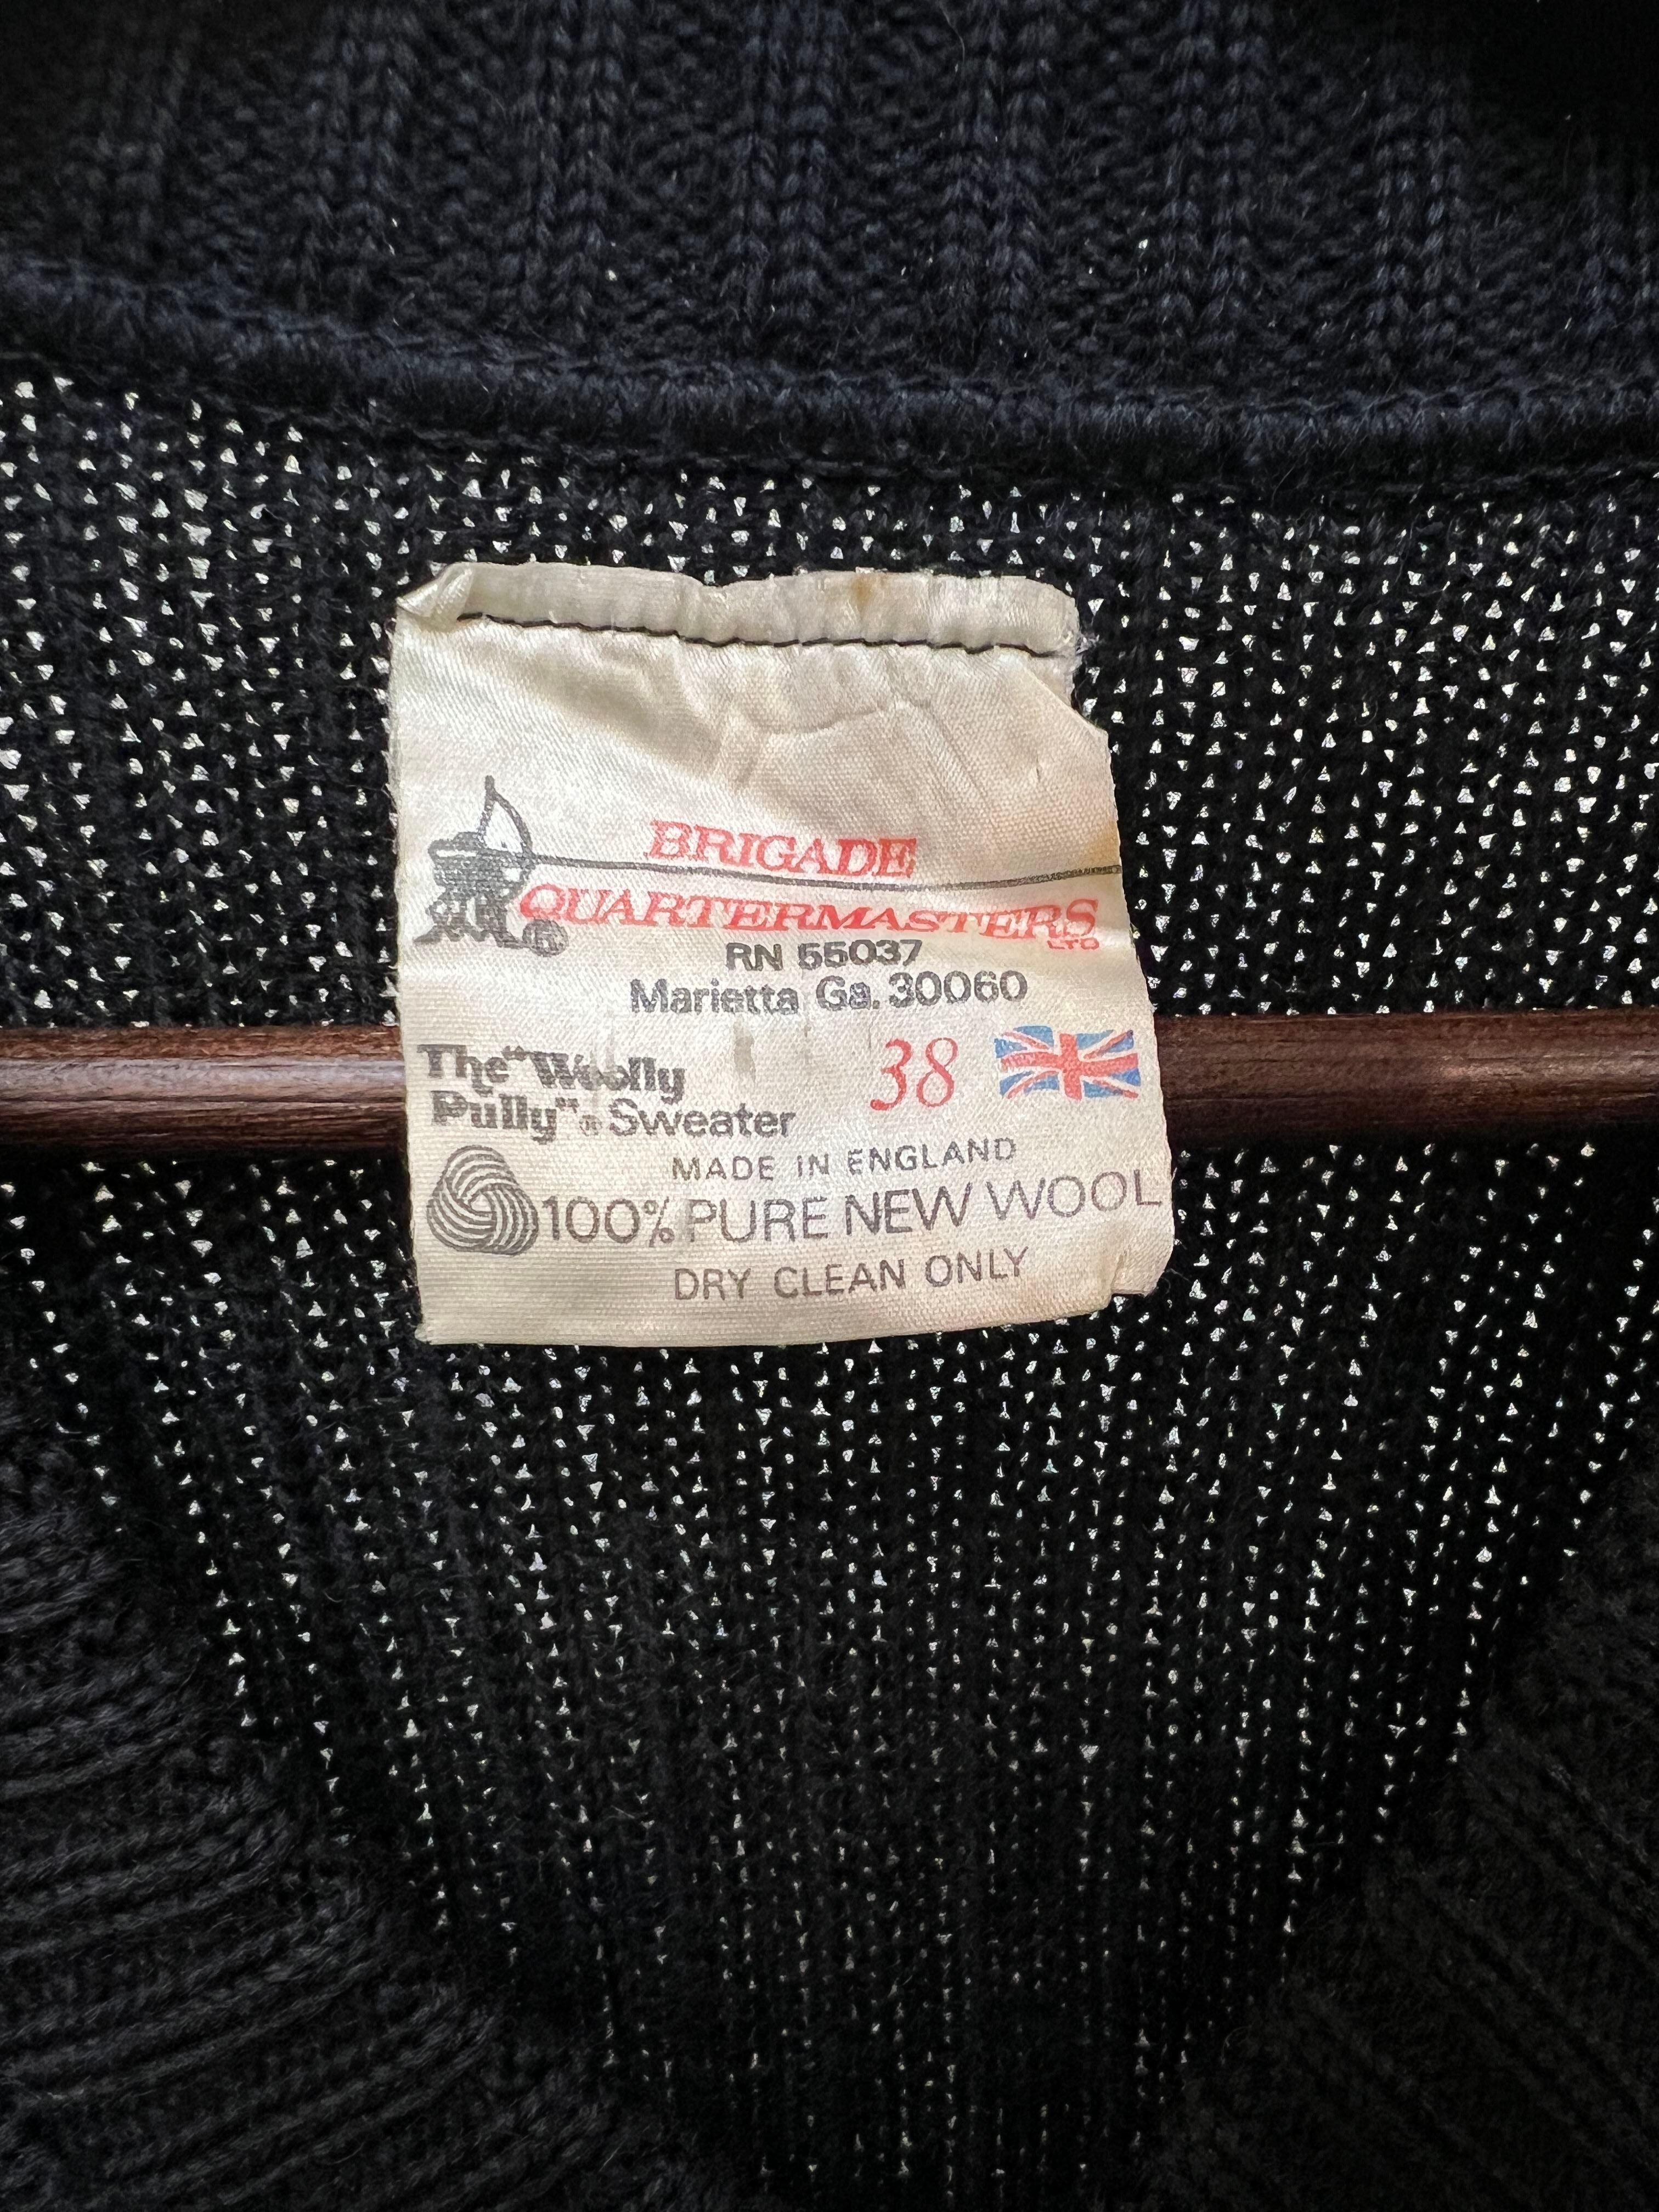 BRIGADE
QUARTERMASTERS
LTD
®
RN 55037
Marietta Ga. 30060
The "Woolly
Pully"® Sweater
38
MADE IN ENGLAND
100% PURE NEW WOOL
DRY CLEAN ONLY